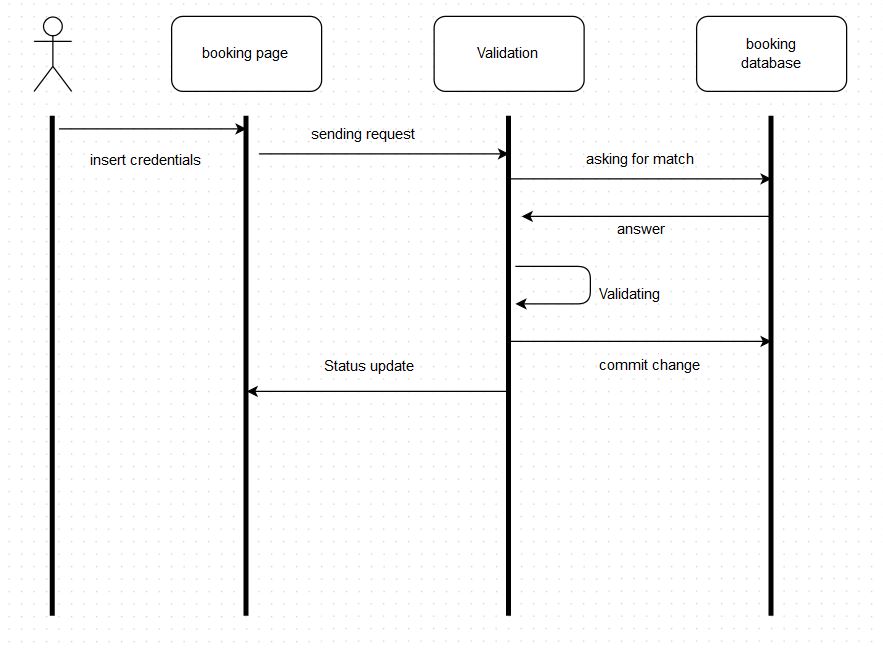 booking page
Validation
booking
database
insert credentials
sending request
asking for match
answer
Validating
commit change
Status update